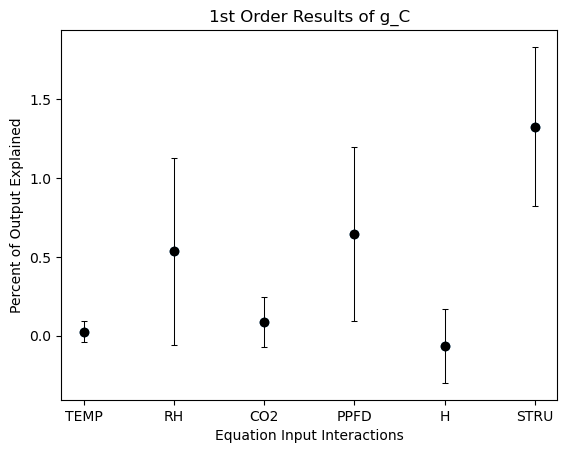 1st Order Results of g_C
Percent of Output Explained
1.5
1.0
0.5
0.0
TEMP RH CO2 PPFD H STRU
Equation Input Interactions